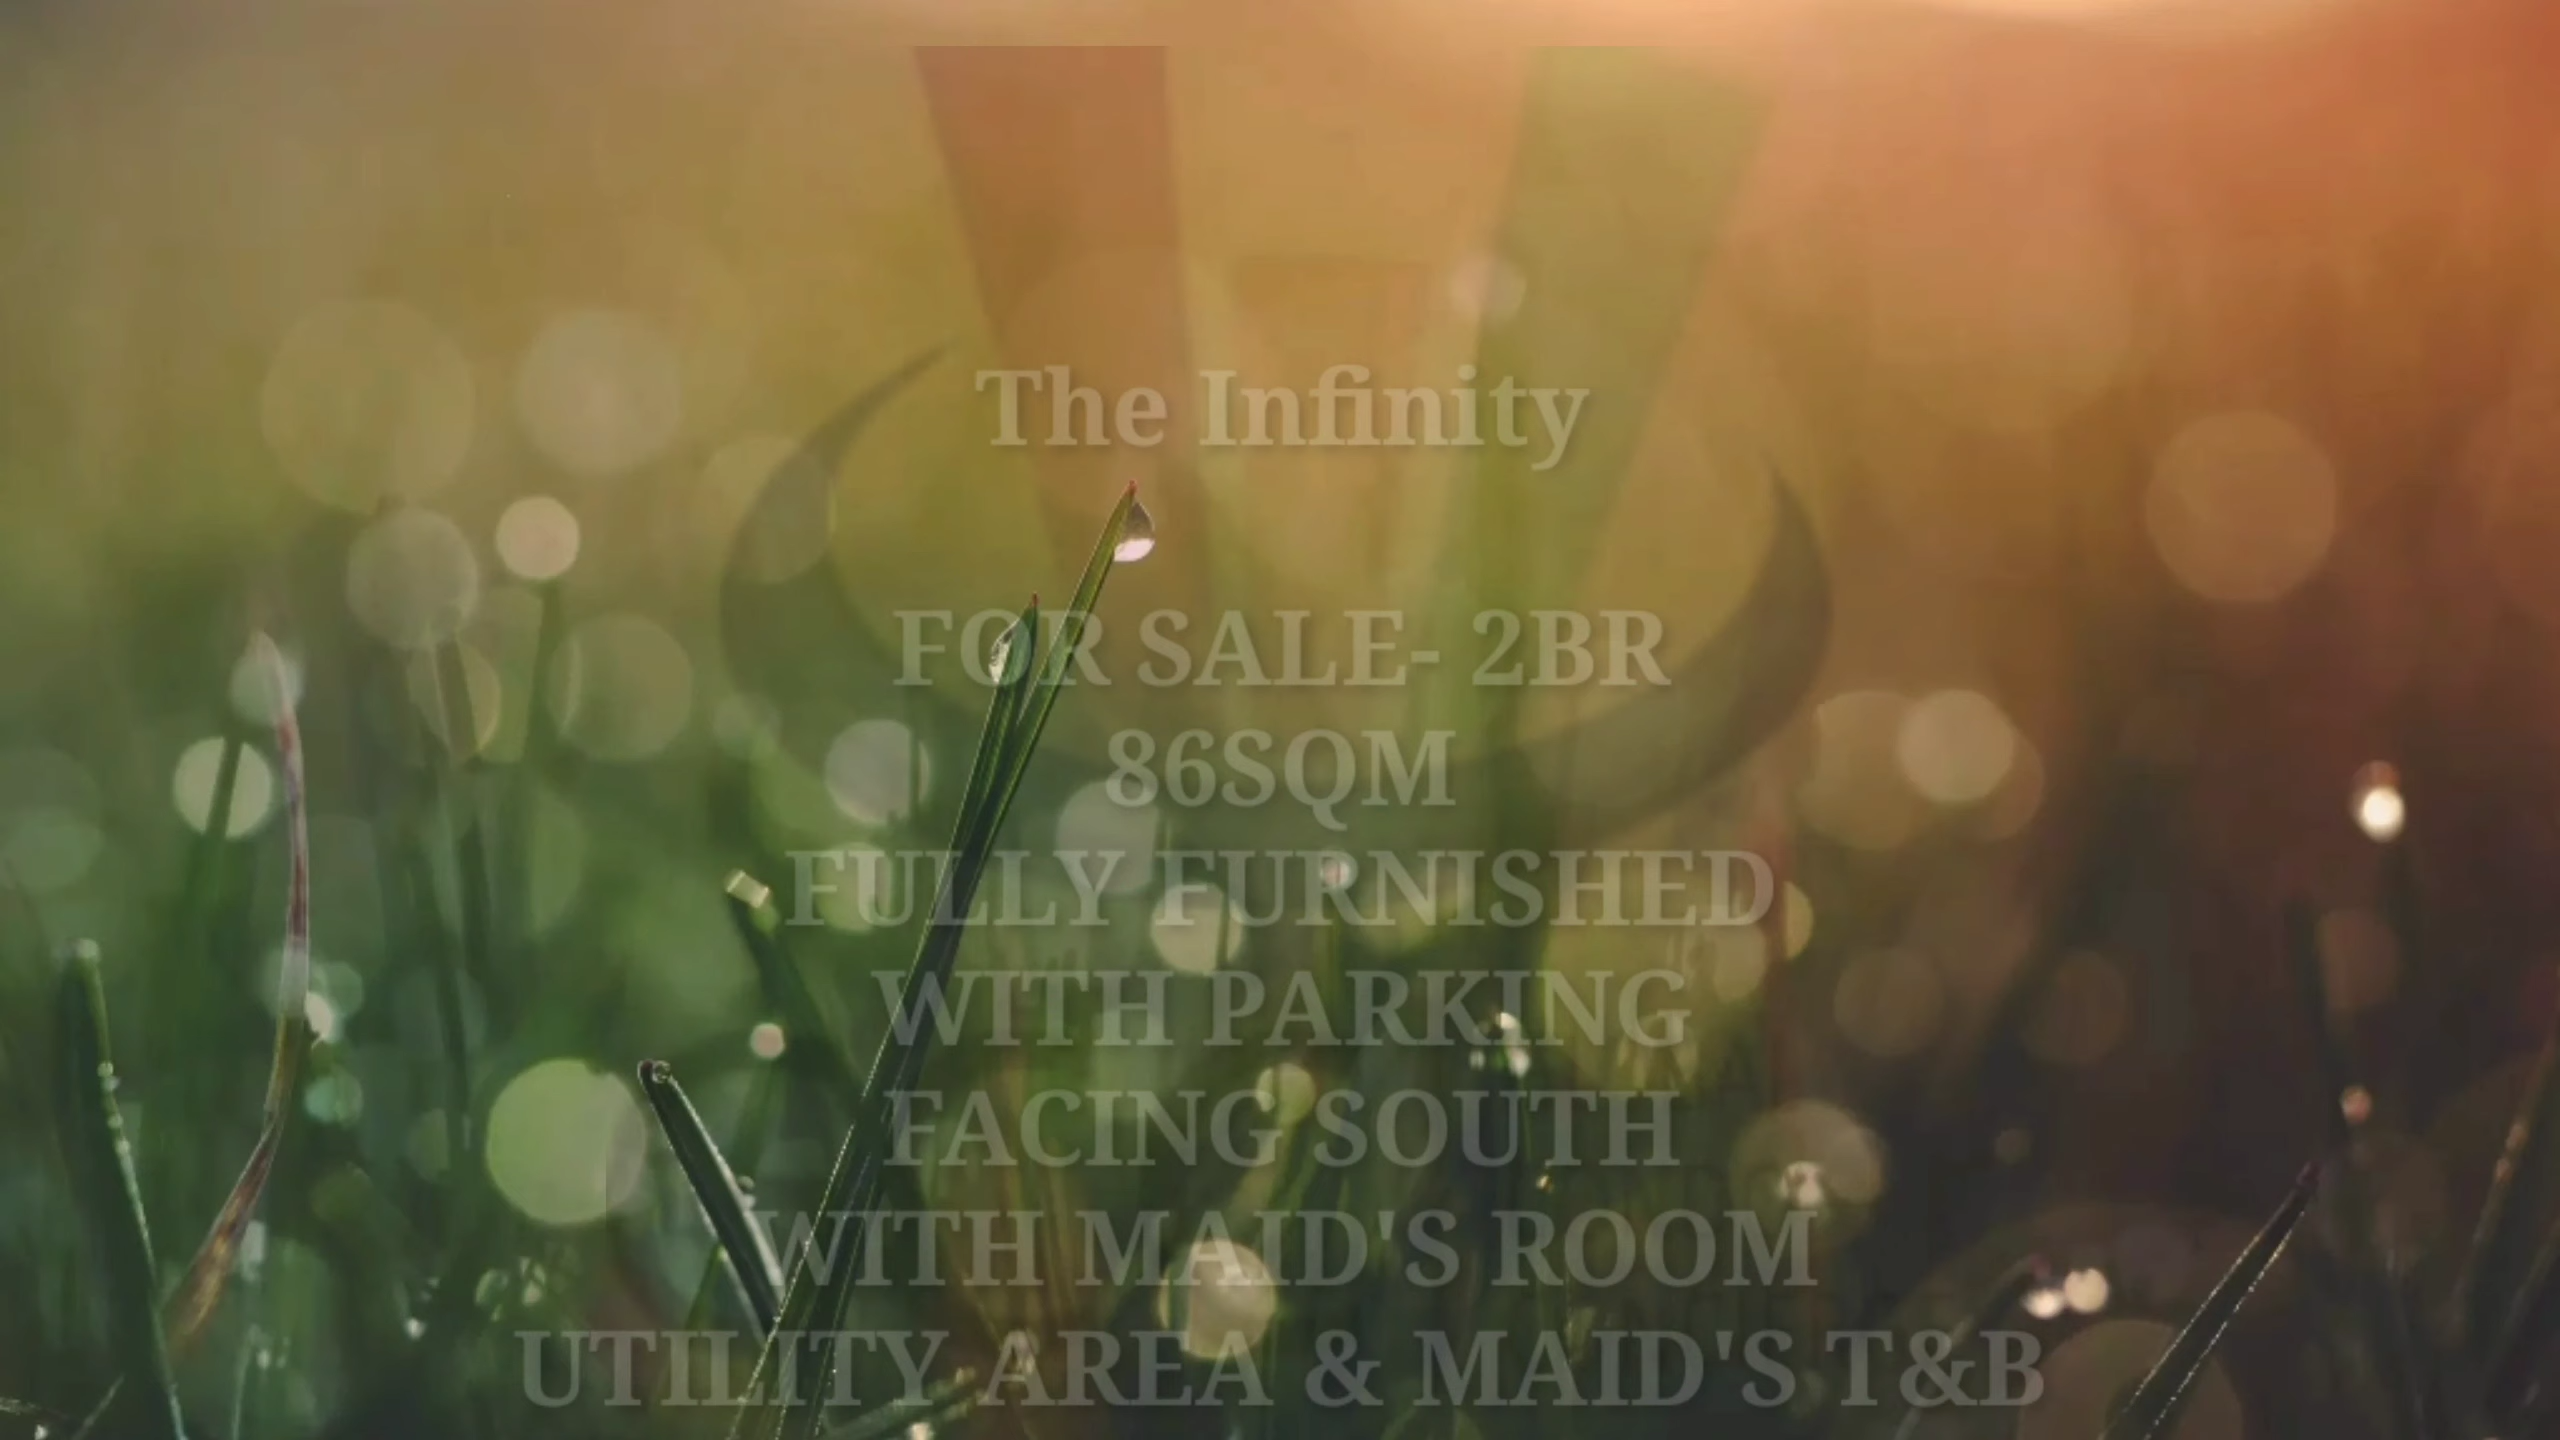 The Infinity
FOR SALE- 2BR
86SQM
FULLY FURNISHED
WITH PARKING
FACING SOUTH
WITH MAID'S ROOM
UTILITY AREA & MAID'S T&B